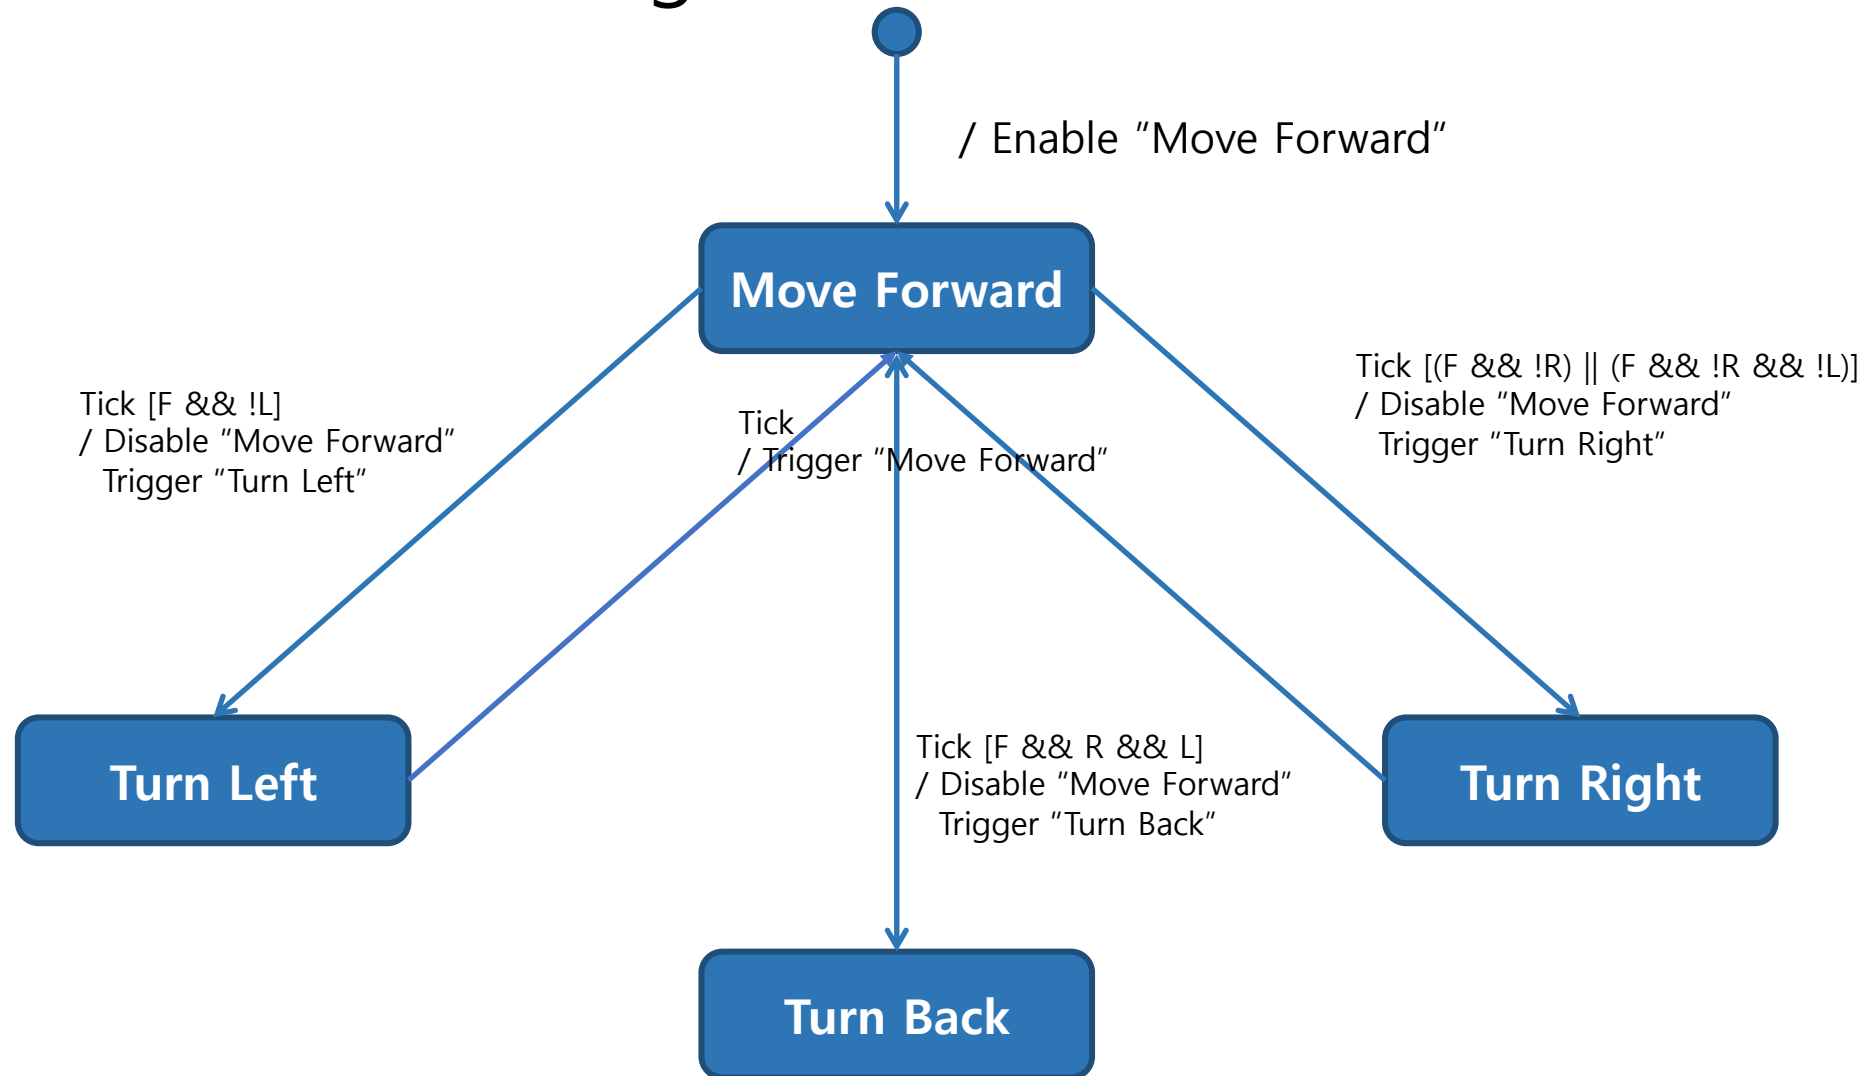 / Enable "Move Forward"
Move Forward
Tick [F && !L]
/ Disable "Move Forward"
Trigger "Turn Left"
Tick
/ Trigger "Move Forward"
Tick [(F && !R) || (F && !R && !L)]
/ Disable "Move Forward"
Trigger "Turn Right"
Turn Left
Tick [F && R && L]
/ Disable "Move Forward"
Trigger "Turn Back"
Turn Right
Turn Back